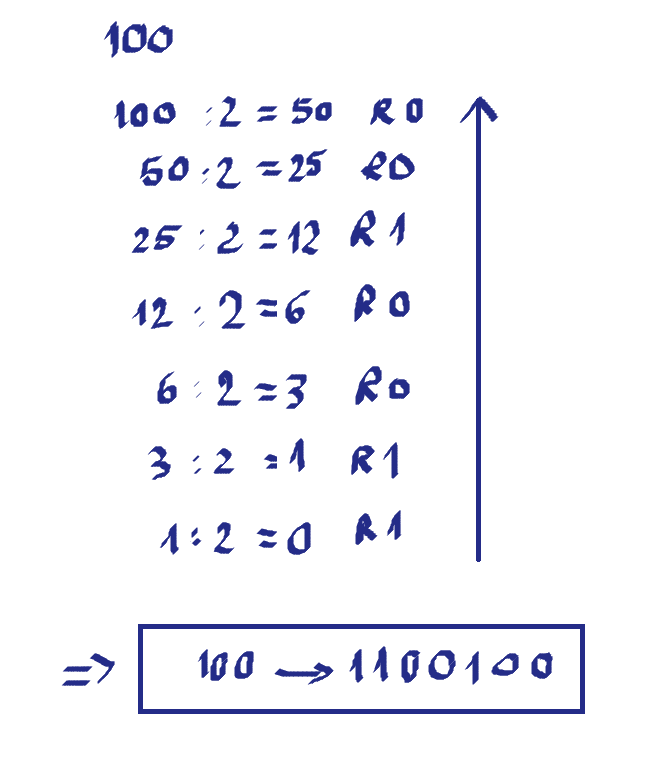 100
100 : 2 = 50 R 0
50 : 2 = 25 R0
25 : 2 = 12 R 1
12 : 2 = 6 R 0
6 : 2 = 3 R 0
3 : 2 = 1 R 1
1 : 2 = 0 R 1
=> 100 → 1100100